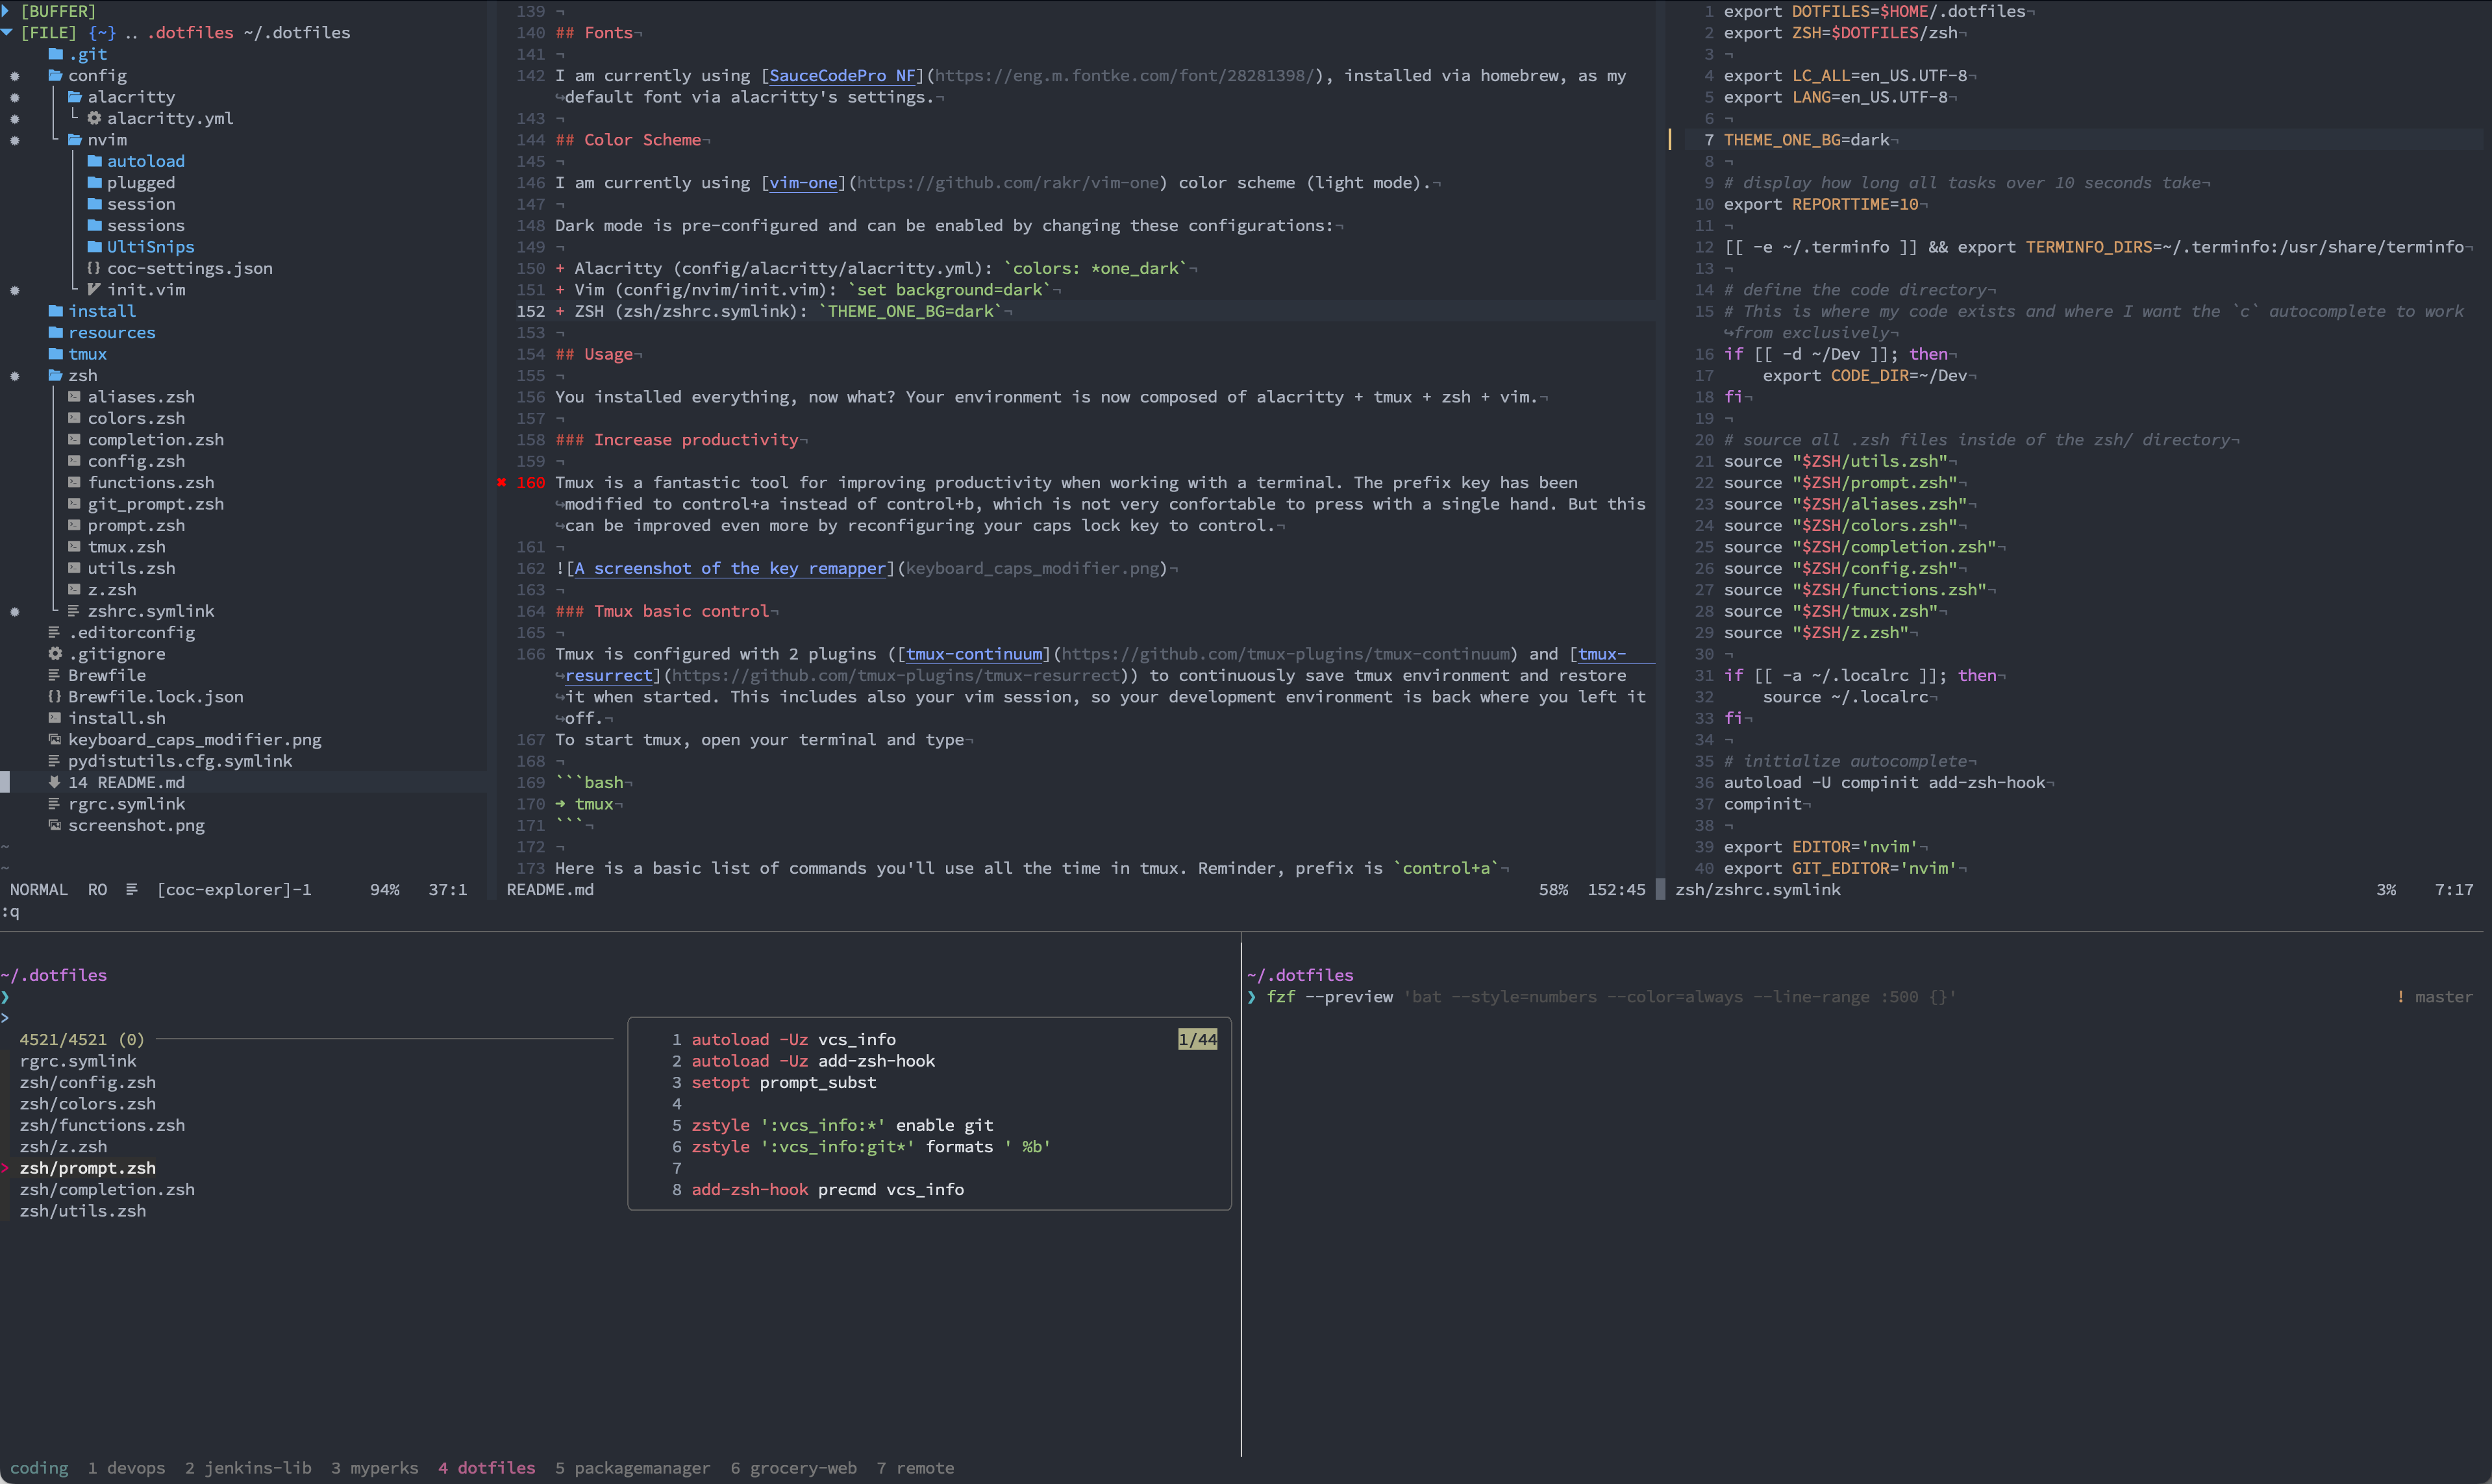 [BUFFER]
[FILE] {~} .. .dotfiles ~/.dotfiles
.git
config
alacritty
alacritty.yml
nvim
autoload
plugged
session
sessions
UltiSnips
{} coc-settings.json
init.vim
install
resources
tmux
zsh
aliases.zsh
colors.zsh
completion.zsh
config.zsh
functions.zsh
git_prompt.zsh
prompt.zsh
tmux.zsh
utils.zsh
z.zsh
zshrc.symlink
.editorconfig
.gitignore
Brewfile
{} Brewfile.lock.json
install.sh
keyboard_caps_modifier.png
pydistutils.cfg.symlink
14 README.md
rgrc.symlink
screenshot.png
~
~
NORMAL RO [coc-explorer]-1 94% 37:1
:q
139 ¬
140 ## Fonts¬
141 ¬
142 I am currently using [SauceCodePro NF](https://eng.m.fontke.com/font/28281398/), installed via homebrew, as my
↪default font via alacritty's settings.¬
143 ¬
144 ## Color Scheme¬
145 ¬
146 I am currently using [vim-one](https://github.com/rakr/vim-one) color scheme (light mode).¬
147 ¬
148 Dark mode is pre-configured and can be enabled by changing these configurations:¬
149 ¬
150 + Alacritty (config/alacritty/alacritty.yml): `colors: *one_dark`¬
151 + Vim (config/nvim/init.vim): `set background=dark`¬
152 + ZSH (zsh/zshrc.symlink): `THEME_ONE_BG=dark`¬
153 ¬
154 ## Usage¬
155 ¬
156 You installed everything, now what? Your environment is now composed of alacritty + tmux + zsh + vim.¬
157 ¬
158 ### Increase productivity¬
159 ¬
✖ 160 Tmux is a fantastic tool for improving productivity when working with a terminal. The prefix key has been
↪modified to control+a instead of control+b, which is not very confortable to press with a single hand. But this
↪can be improved even more by reconfiguring your caps lock key to control.¬
161 ¬
162 ![A screenshot of the key remapper](keyboard_caps_modifier.png)¬
163 ¬
164 ### Tmux basic control¬
165 ¬
166 Tmux is configured with 2 plugins ([tmux-continuum](https://github.com/tmux-plugins/tmux-continuum) and [tmux-
↪resurrect](https://github.com/tmux-plugins/tmux-resurrect)) to continuously save tmux environment and restore
↪it when started. This includes also your vim session, so your development environment is back where you left it
↪off.¬
167 To start tmux, open your terminal and type¬
168 ¬
169 ```bash¬
170 ➜ tmux¬
171 ```¬
172 ¬
173 Here is a basic list of commands you'll use all the time in tmux. Reminder, prefix is `control+a`¬
README.md 58% 152:45
1 export DOTFILES=$HOME/.dotfiles¬
2 export ZSH=$DOTFILES/zsh¬
3 ¬
4 export LC_ALL=en_US.UTF-8¬
5 export LANG=en_US.UTF-8¬
6 ¬
7 THEME_ONE_BG=dark¬
8 ¬
9 # display how long all tasks over 10 seconds take¬
10 export REPORTTIME=10¬
11 ¬
12 [[ -e ~/.terminfo ]] && export TERMINFO_DIRS=~/.terminfo:/usr/share/terminfo¬
13 ¬
14 # define the code directory¬
15 # This is where my code exists and where I want the `c` autocomplete to work
↪from exclusively¬
16 if [[ -d ~/Dev ]]; then¬
17 export CODE_DIR=~/Dev¬
18 fi¬
19 ¬
20 # source all .zsh files inside of the zsh/ directory¬
21 source "$ZSH/utils.zsh"¬
22 source "$ZSH/prompt.zsh"¬
23 source "$ZSH/aliases.zsh"¬
24 source "$ZSH/colors.zsh"¬
25 source "$ZSH/completion.zsh"¬
26 source "$ZSH/config.zsh"¬
27 source "$ZSH/functions.zsh"¬
28 source "$ZSH/tmux.zsh"¬
29 source "$ZSH/z.zsh"¬
30 ¬
31 if [[ -a ~/.localrc ]]; then¬
32 source ~/.localrc¬
33 fi¬
34 ¬
35 # initialize autocomplete¬
36 autoload -U compinit add-zsh-hook¬
37 compinit¬
38 ¬
39 export EDITOR='nvim'¬
40 export GIT_EDITOR='nvim'¬
zsh/zshrc.symlink 3% 7:17
~/.dotfiles
❯
>
4521/4521 (0)
rgrc.symlink
zsh/config.zsh
zsh/colors.zsh
zsh/functions.zsh
zsh/z.zsh
> zsh/prompt.zsh
zsh/completion.zsh
zsh/utils.zsh
1 autoload -Uz vcs_info 1/44
2 autoload -Uz add-zsh-hook
3 setopt prompt_subst
4
5 zstyle ':vcs_info:*' enable git
6 zstyle ':vcs_info:git*' formats ' %b'
7
8 add-zsh-hook precmd vcs_info
~/.dotfiles
❯ fzf --preview 'bat --style=numbers --color=always --line-range :500 {}' ! master
coding 1 devops 2 jenkins-lib 3 myperks 4 dotfiles 5 packagemanager 6 grocery-web 7 remote